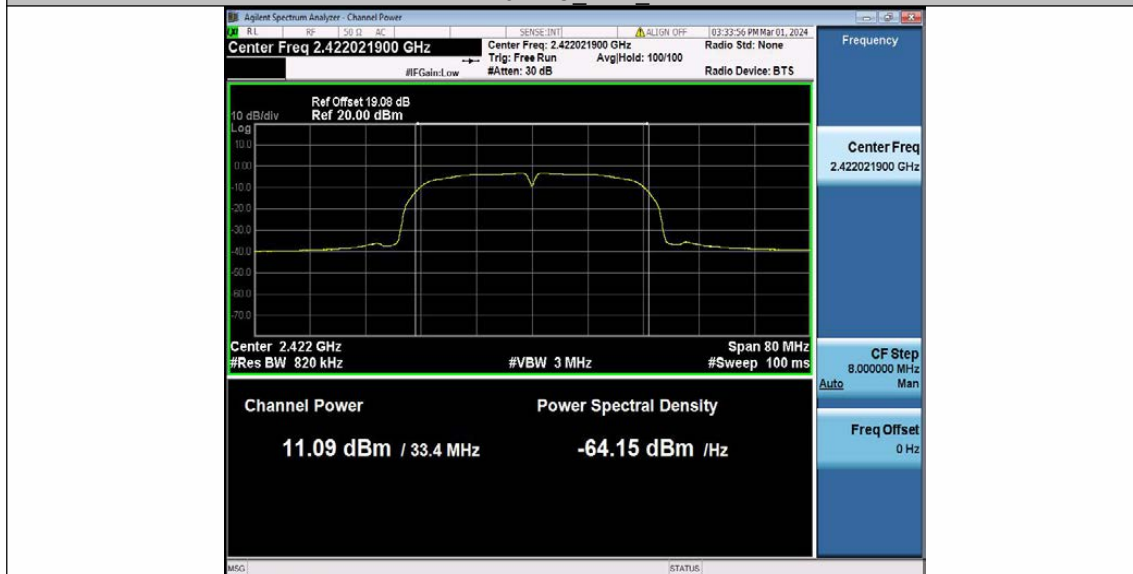 Agilent Spectrum Analyzer - Channel Power
RL RF 50 Ω AC SENSE:INT ALIGN OFF 03:33:56 PM Mar 01, 2024
Center Freq 2.422021900 GHz
Center Freq: 2.422021900 GHz
Radio Std: None
Trig: Free Run Avg|Hold: 100/100
#IFGain:Low
#Atten: 30 dB
Radio Device: BTS
Frequency
Ref Offset 19.08 dB
10 dB/div Ref 20.00 dBm
Log
10.0
0.00
-10.0
-20.0
-30.0
-40.0
-50.0
-60.0
-70.0
Center 2.422 GHz
Span 80 MHz
#Res BW 820 kHz
#VBW 3 MHz
#Sweep 100 ms
Center Freq
2.422021900 GHz
CF Step
8.000000 MHz
Auto Man
Freq Offset
0 Hz
Channel Power
Power Spectral Density
11.09 dBm / 33.4 MHz
-64.15 dBm /Hz
MSG
STATUS